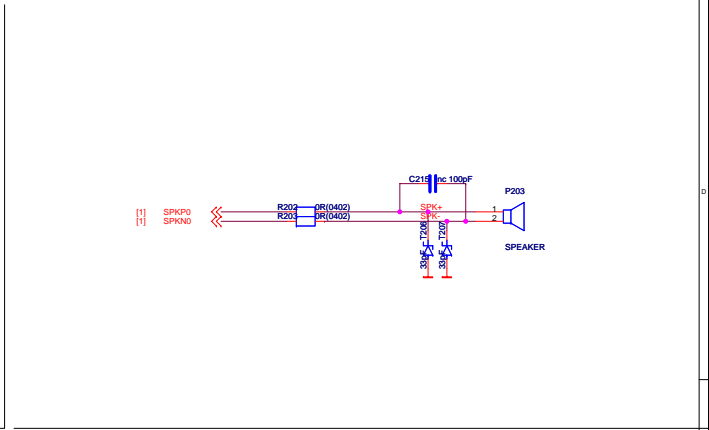 C215 nc 100pF
P203
D
[1] SPKP0 R202 0R(0402) SPK+ 1
[1] SPKN0 R203 0R(0402) SPK- 2
T206
T207
SPEAKER
33pF
33pF